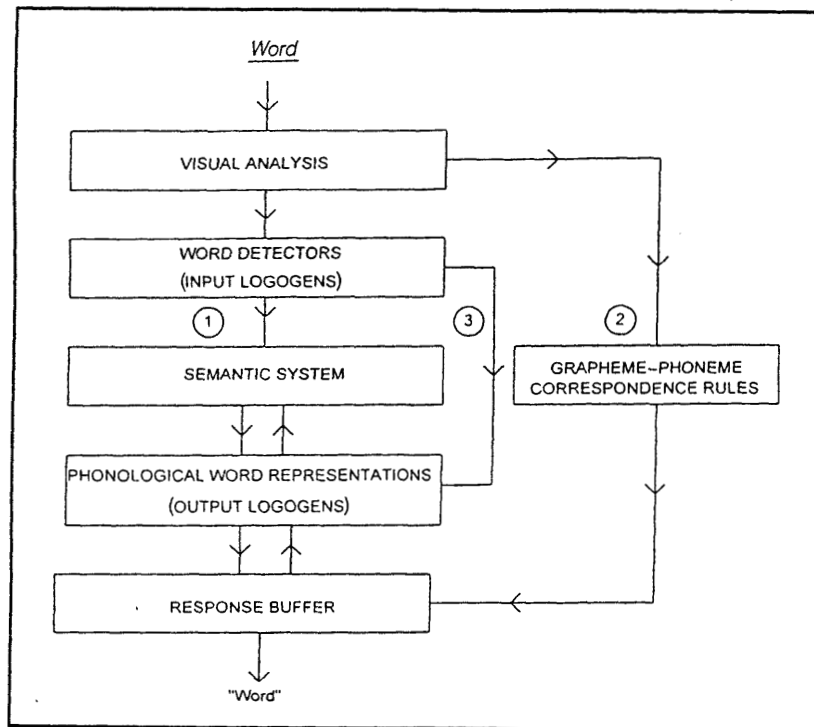 Word
VISUAL ANALYSIS
WORD DETECTORS
(INPUT LOGOGENS)
1
3
2
SEMANTIC SYSTEM
GRAPHEME-PHONEME
CORRESPONDENCE RULES
PHONOLOGICAL WORD REPRESENTATIONS
(OUTPUT LOGOGENS)
RESPONSE BUFFER
"Word"